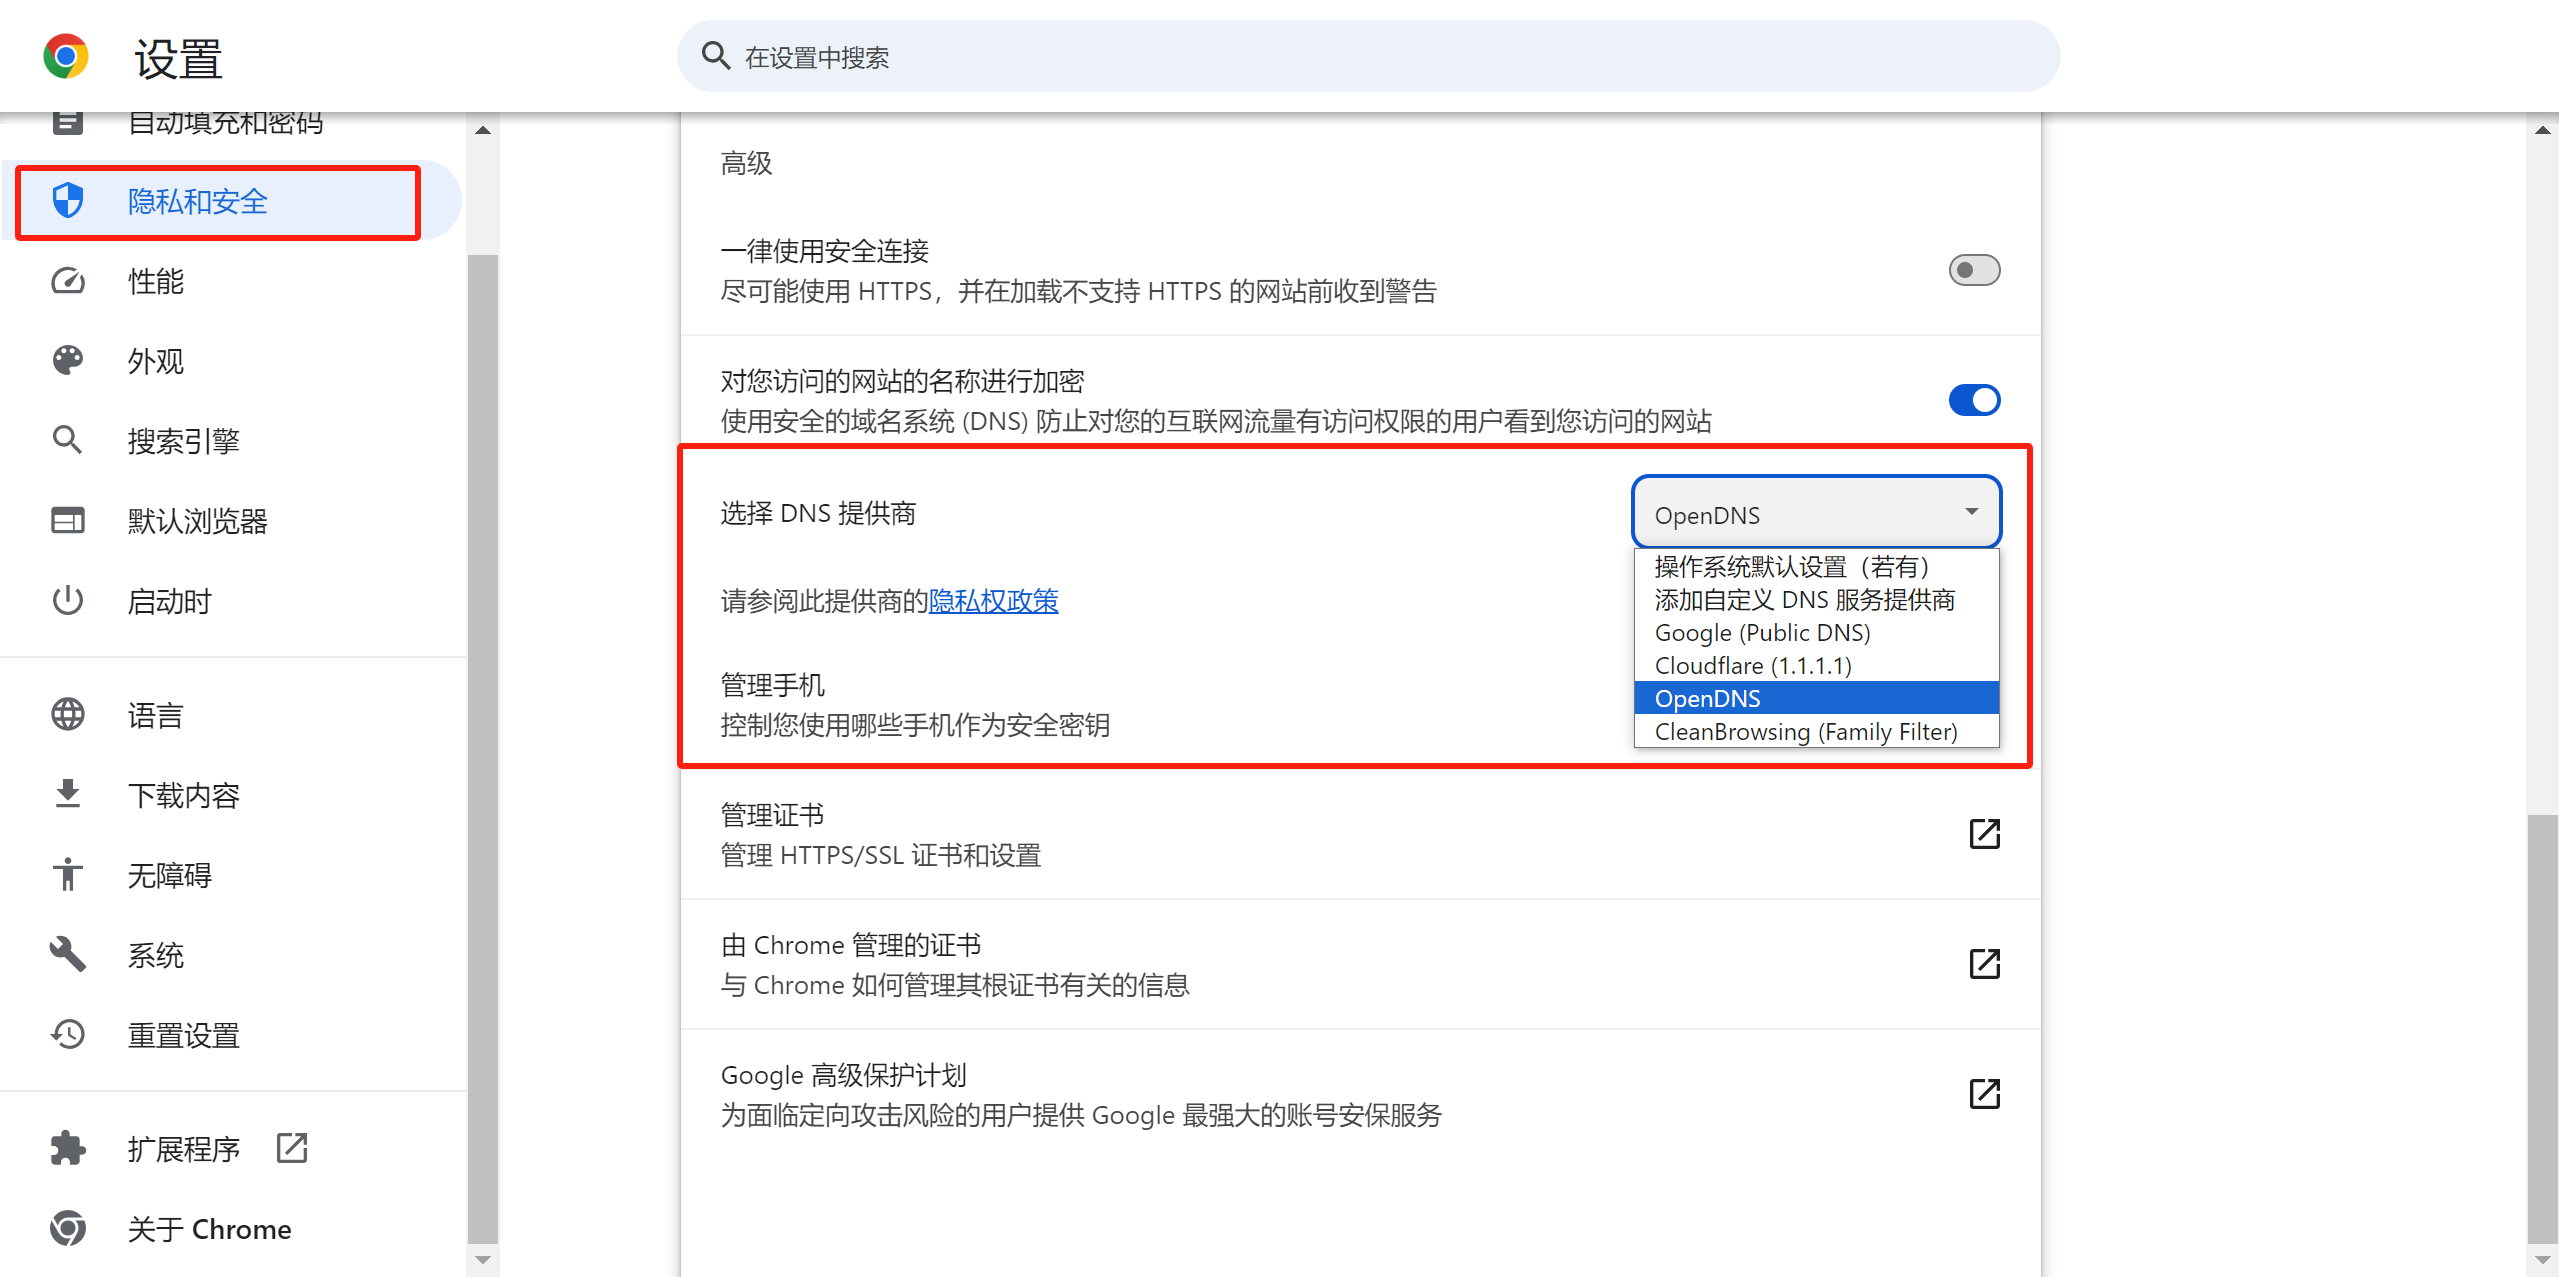 设置
在设置中搜索
自动填充和密码
隐私和安全
性能
外观
搜索引擎
默认浏览器
启动时
语言
下载内容
无障碍
系统
重置设置
扩展程序
关于 Chrome
高级
一律使用安全连接
尽可能使用 HTTPS，并在加载不支持 HTTPS 的网站前收到警告
对您访问的网站的名称进行加密
使用安全的域名系统 (DNS) 防止对您的互联网流量有访问权限的用户看到您访问的网站
选择 DNS 提供商
OpenDNS
操作系统默认设置（若有）
添加自定义 DNS 服务提供商
Google (Public DNS)
Cloudflare (1.1.1.1)
OpenDNS
CleanBrowsing (Family Filter)
请参阅此提供商的隐私权政策
管理手机
控制您使用哪些手机作为安全密钥
管理证书
管理 HTTPS/SSL 证书和设置
由 Chrome 管理的证书
与 Chrome 如何管理其根证书有关的信息
Google 高级保护计划
为面临定向攻击风险的用户提供 Google 最强大的账号安保服务